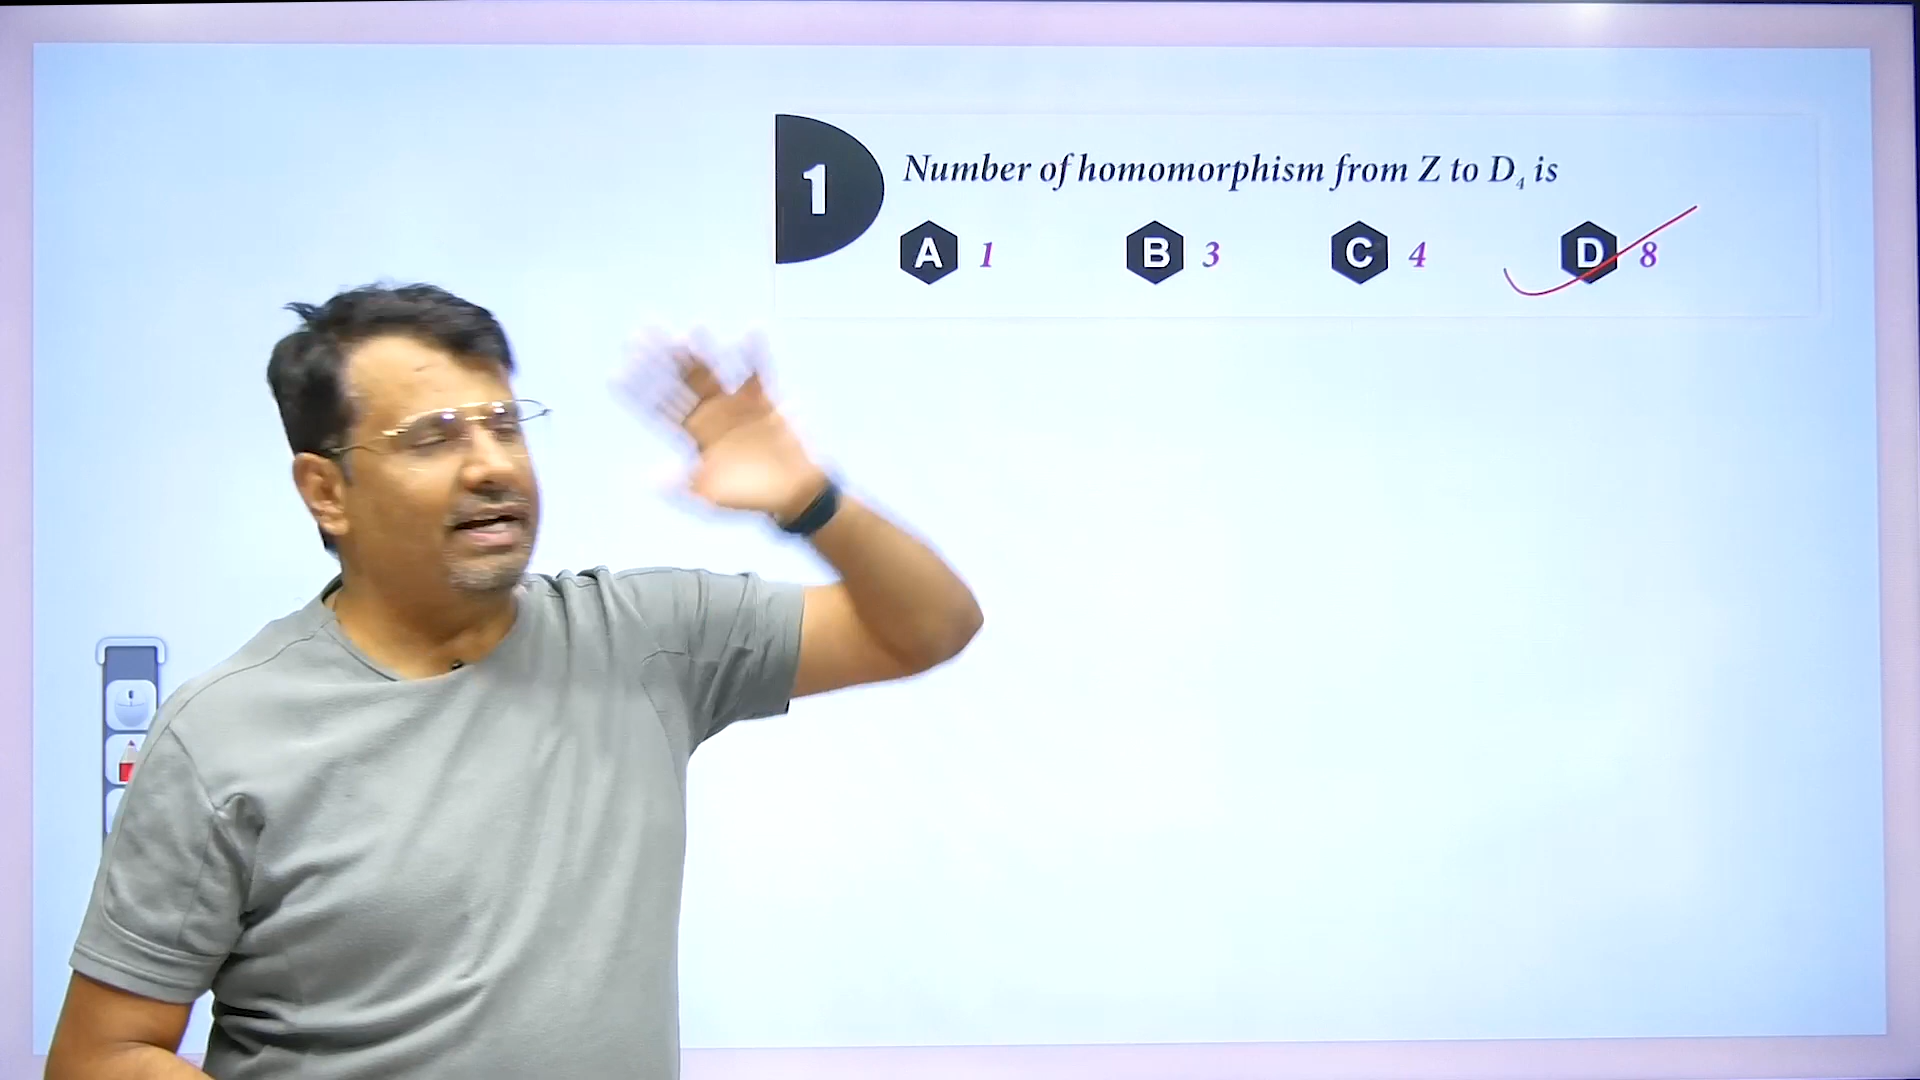 1 Number of homomorphism from Z to D₄ is
A 1 B 3 C 4 D 8